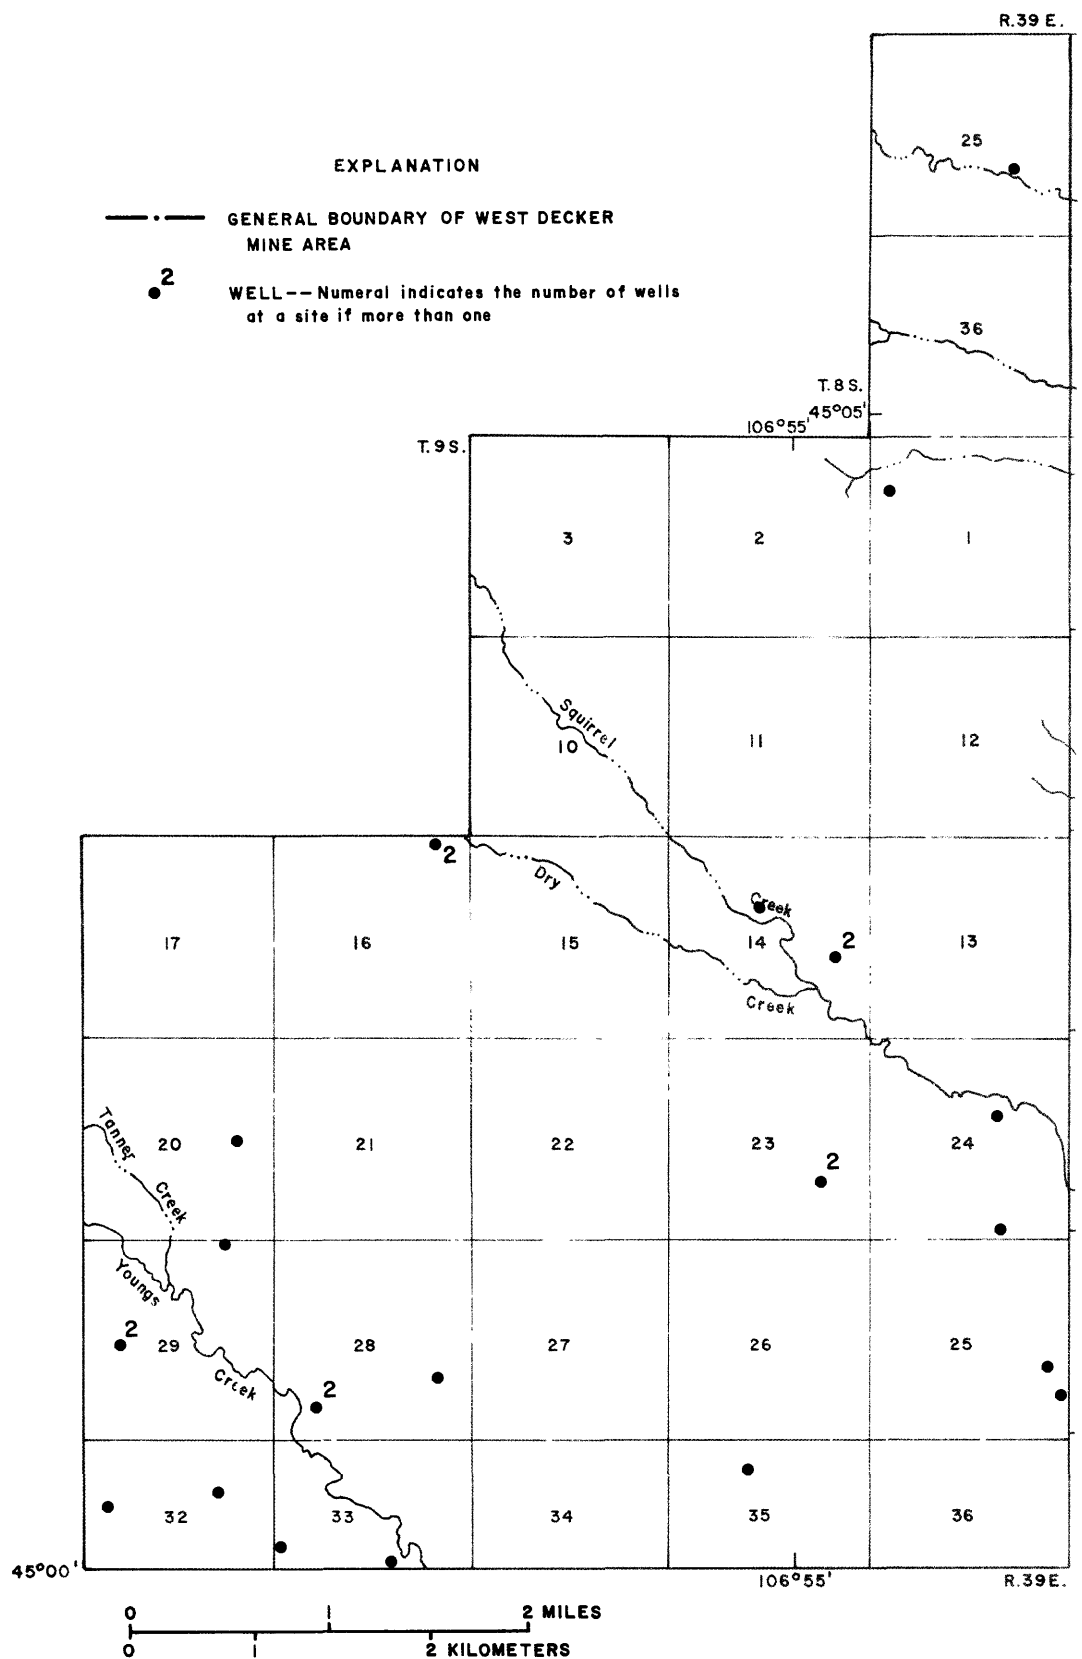 R.39 E.
25
EXPLANATION
GENERAL BOUNDARY OF WEST DECKER
MINE AREA
2
WELL--Numeral indicates the number of wells
at a site if more than one
36
T.8 S.
45°05'
106°55'
T.9 S.
3
2
1
Squirrel
10
11
12
2
Dry
Creek
17
16
15
14
2
13
Creek
Tanner
20
21
22
23
24
2
Creek
Youngs
2
29
28
27
26
25
Creek
2
32
33
34
35
36
45°00'
106°55'
R.39E.
0 1 2 MILES
0 1 2 KILOMETERS